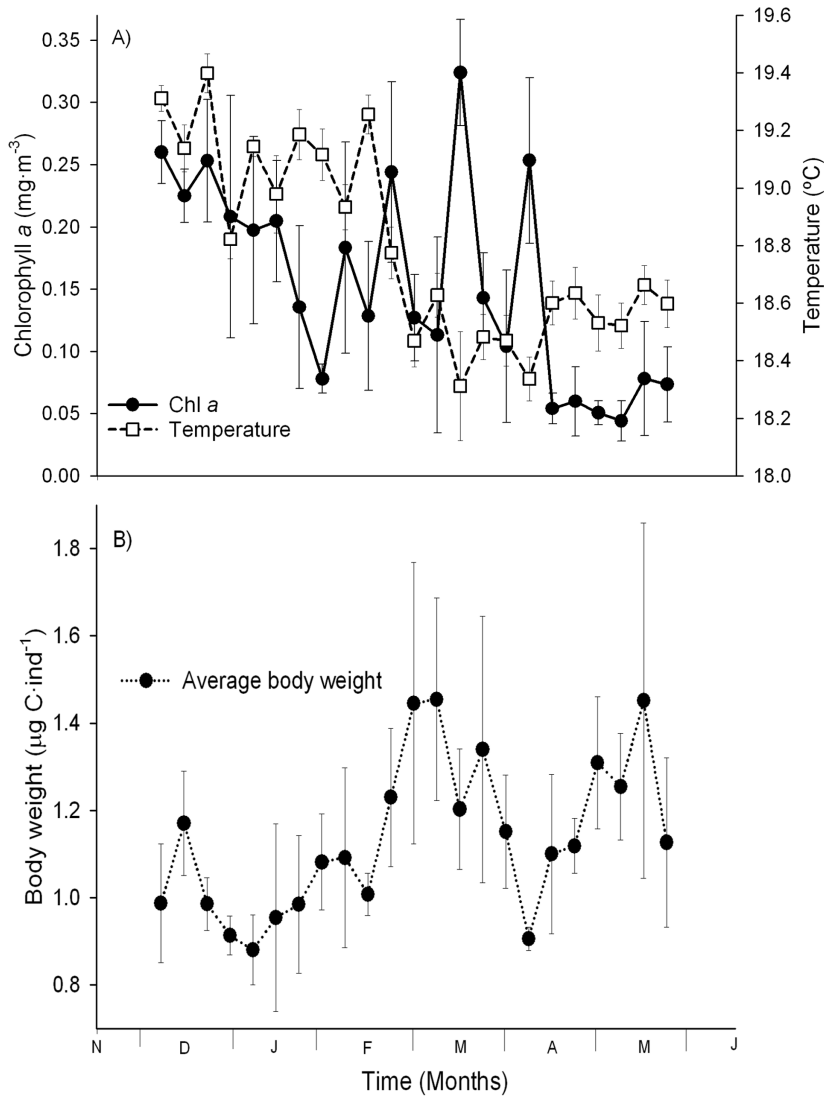 A)
0.35
0.30
0.25
0.20
0.15
0.10
0.05
0.00
Chlorophyll a (mg·m-3)
19.6
19.4
19.2
19.0
18.8
18.6
18.4
18.2
18.0
Temperature (ºC)
Chl a
Temperature
B)
1.8
1.6
1.4
1.2
1.0
0.8
Body weight (μg C·ind-1)
Average body weight
N D J F M A M J
Time (Months)